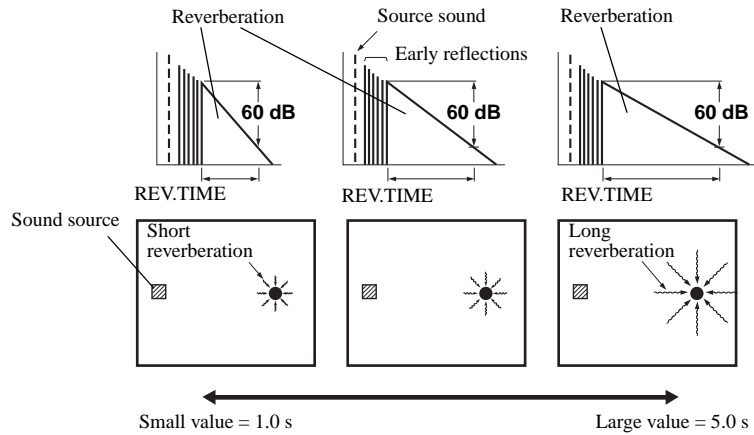 Reverberation
Source sound
Reverberation
Early reflections
60 dB
60 dB
60 dB
REV.TIME
REV.TIME
REV.TIME
Sound source
Short
reverberation
Long
reverberation
Small value = 1.0 s
Large value = 5.0 s